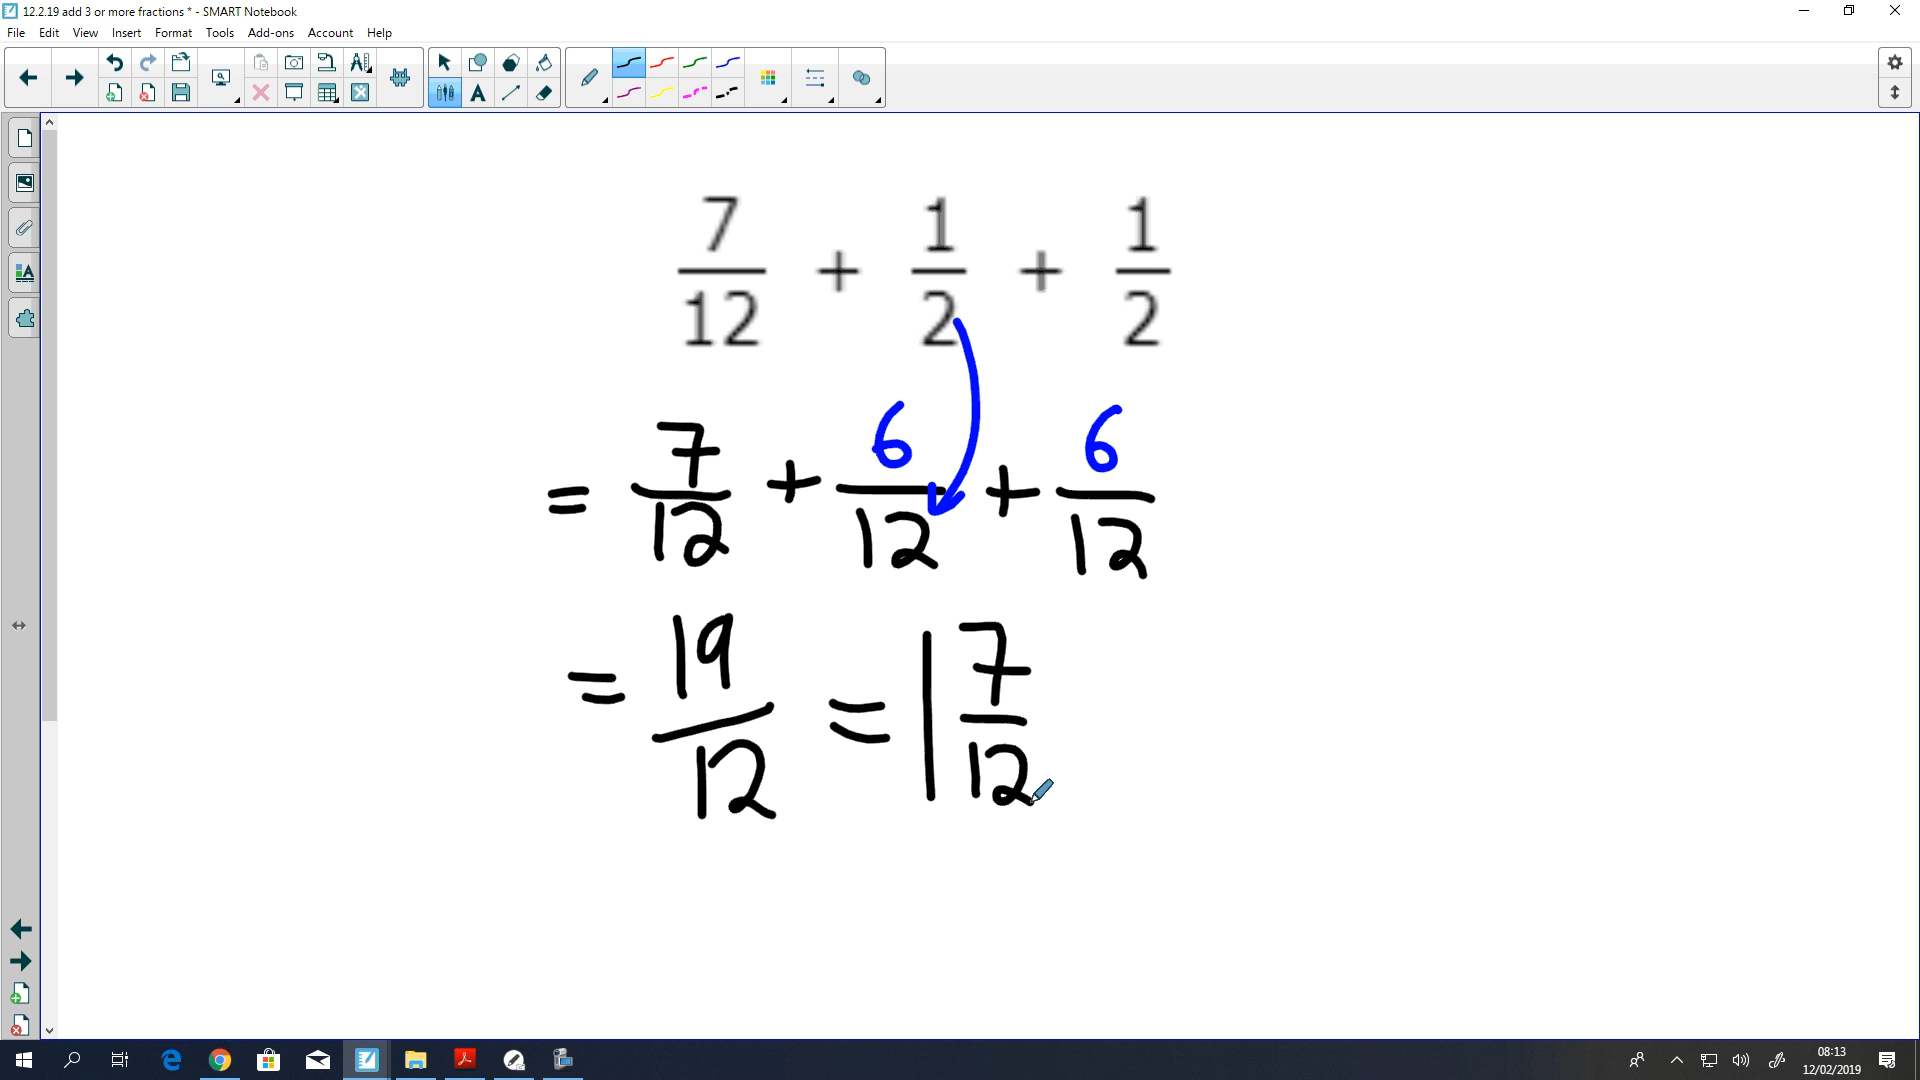 12.2.19 add 3 or more fractions * - SMART Notebook
File Edit View Insert Format Tools Add-ons Account Help
7/12 + 1/2 + 1/2
= 7/12 + 6/12 + 6/12
= 19/12 = 1 7/12
08:13
12/02/2019